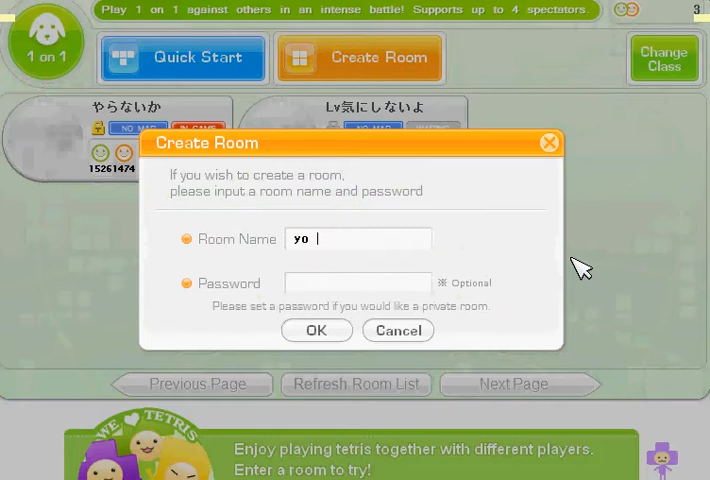 Play 1 on 1 against others in an intense battle! Supports up to 4 spectators.
3
1 on 1
Quick Start
Create Room
Change
Class
やらないか
Lv気にしないよ
NO MAP
IN GAME
NO MAP
WAITING
15261474
Create Room
If you wish to create a room,
please input a room name and password
Room Name
yo
Password
※ Optional
Please set a password if you would like a private room.
OK
Cancel
Previous Page
Refresh Room List
Next Page
WE ♥ TETRIS
Enjoy playing tetris together with different players.
Enter a room to try!